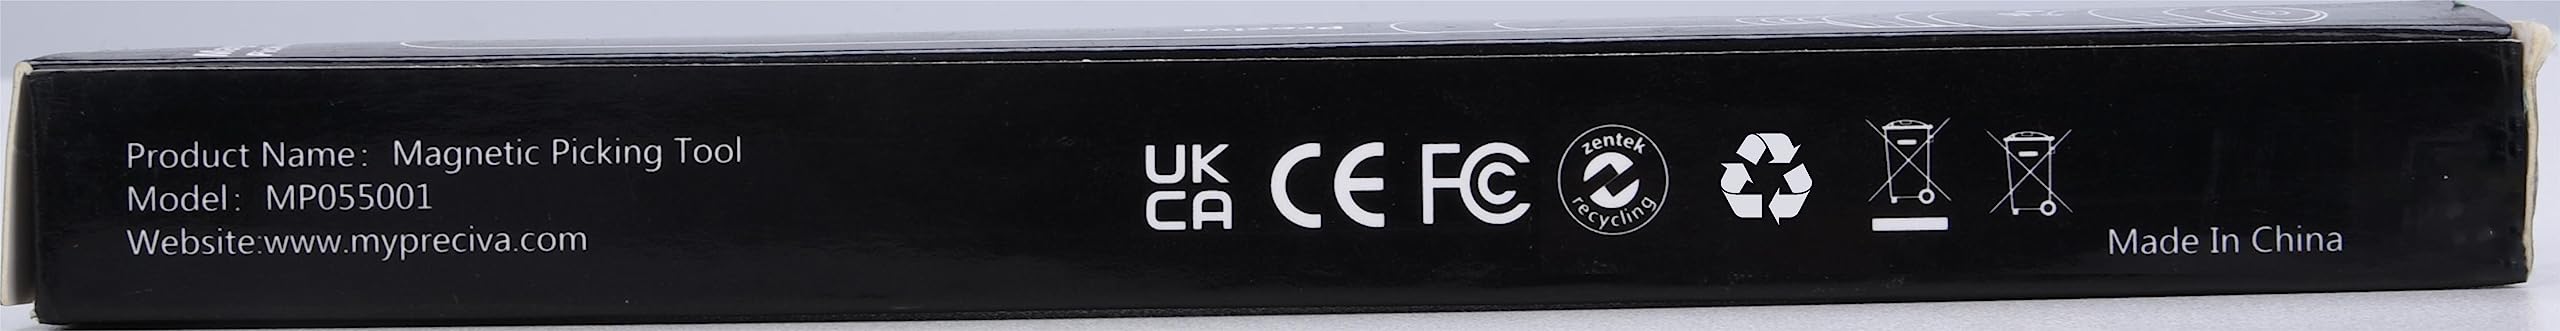 Preciva
Product Name: Magnetic Picking Tool
Model: MP055001
Website:www.mypreciva.com
UK
CA
CE
FC
zentek
recycling
Made In China